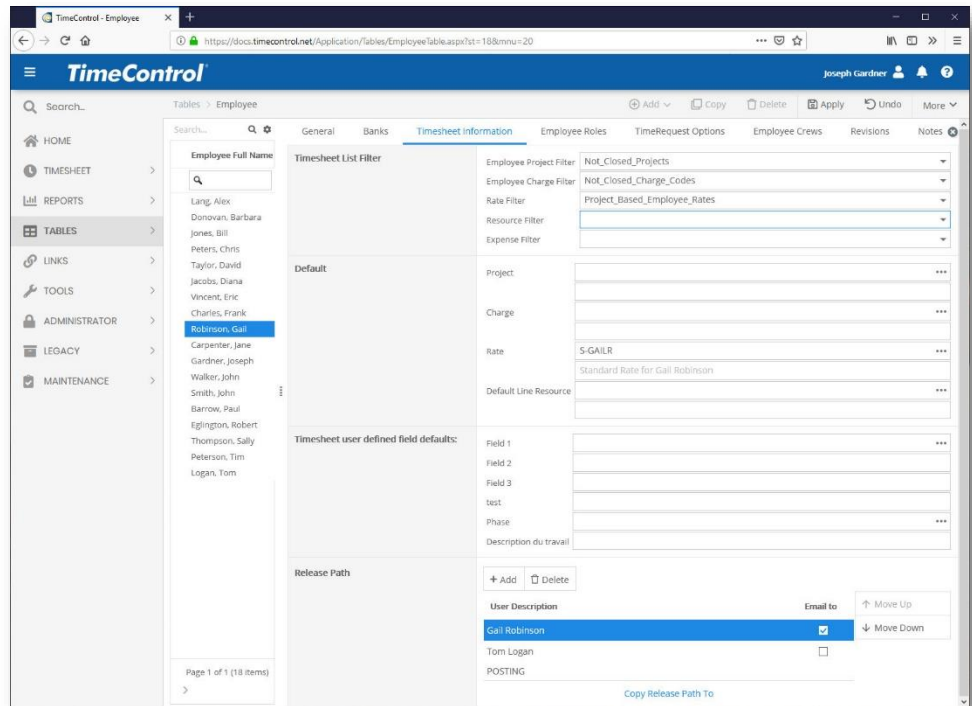 TimeControl - Employee
https://docs.timecontrol.net/Application/Tables/EmployeeTable.aspx?st=18&mnu=20
TimeControl
Joseph Gardner
Search...
Tables > Employee
Add
Copy
Delete
Apply
Undo
More
HOME
TIMESHEET
REPORTS
TABLES
LINKS
TOOLS
ADMINISTRATOR
LEGACY
MAINTENANCE
Search...
Employee Full Name
Lang, Alex
Donovan, Barbara
Jones, Bill
Peters, Chris
Taylor, David
Jacobs, Diana
Vincent, Eric
Charles, Frank
Robinson, Gail
Carpenter, Jane
Gardner, Joseph
Walker, John
Smith, John
Barrow, Paul
Eglington, Robert
Thompson, Sally
Peterson, Tim
Logan, Tom
Page 1 of 1 (18 items)
General Banks Timesheet Information Employee Roles TimeRequest Options Employee Crews Revisions Notes
Timesheet List Filter
Employee Project Filter Not_Closed_Projects
Employee Charge Filter Not_Closed_Charge_Codes
Rate Filter Project_Based_Employee_Rates
Resource Filter
Expense Filter
Default
Project
Charge
Rate S-GAILR
Standard Rate for Gail Robinson
Default Line Resource
Timesheet user defined field defaults:
Field 1
Field 2
Field 3
test
Phase
Description du travail
Release Path
+ Add Delete
User Description Email to
Gail Robinson
Tom Logan
POSTING
Move Up
Move Down
Copy Release Path To